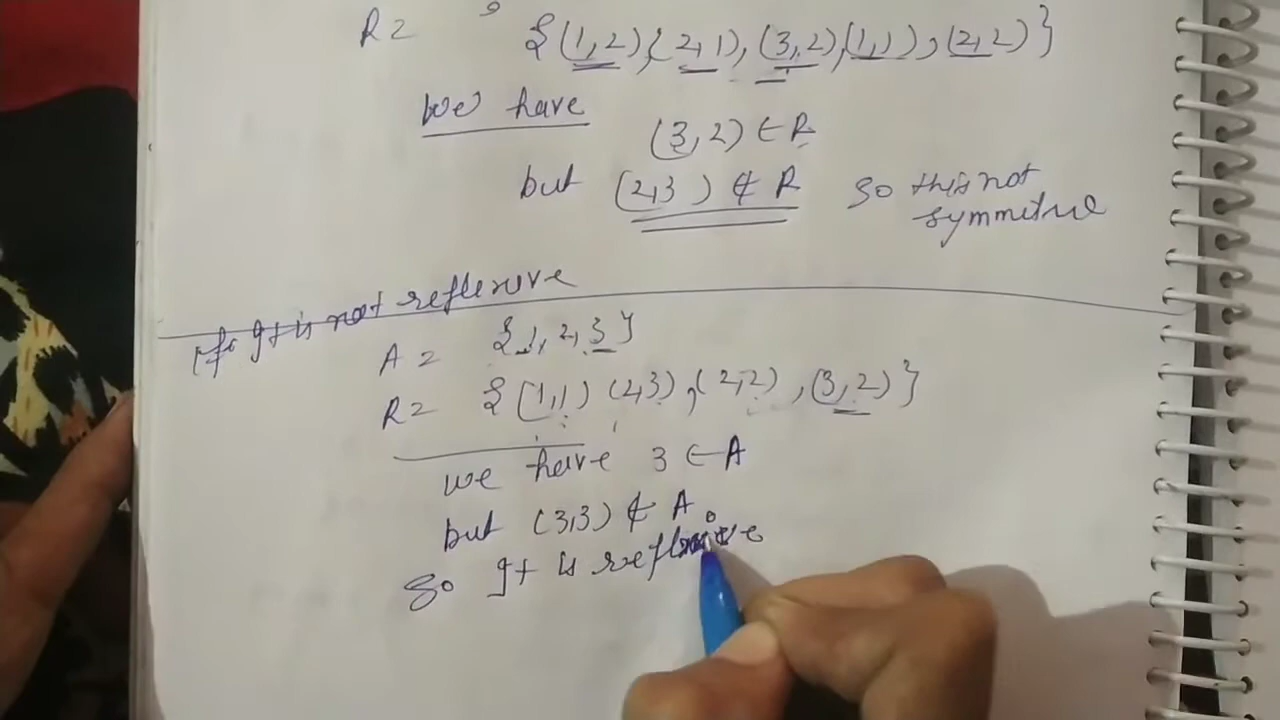 R = {(1,2),(2,1),(3,2),(1,1),(2,2)}
We have
(3,2) ∈ R
but (2,3) ∉ R so this not
symmetric
If It is not reflexive
A = {1,2,3}
R = {(1,1) (2,3),(2,2),(3,2)}
we have 3 ∈ A
but (3,3) ∉ A.
So It is reflexive